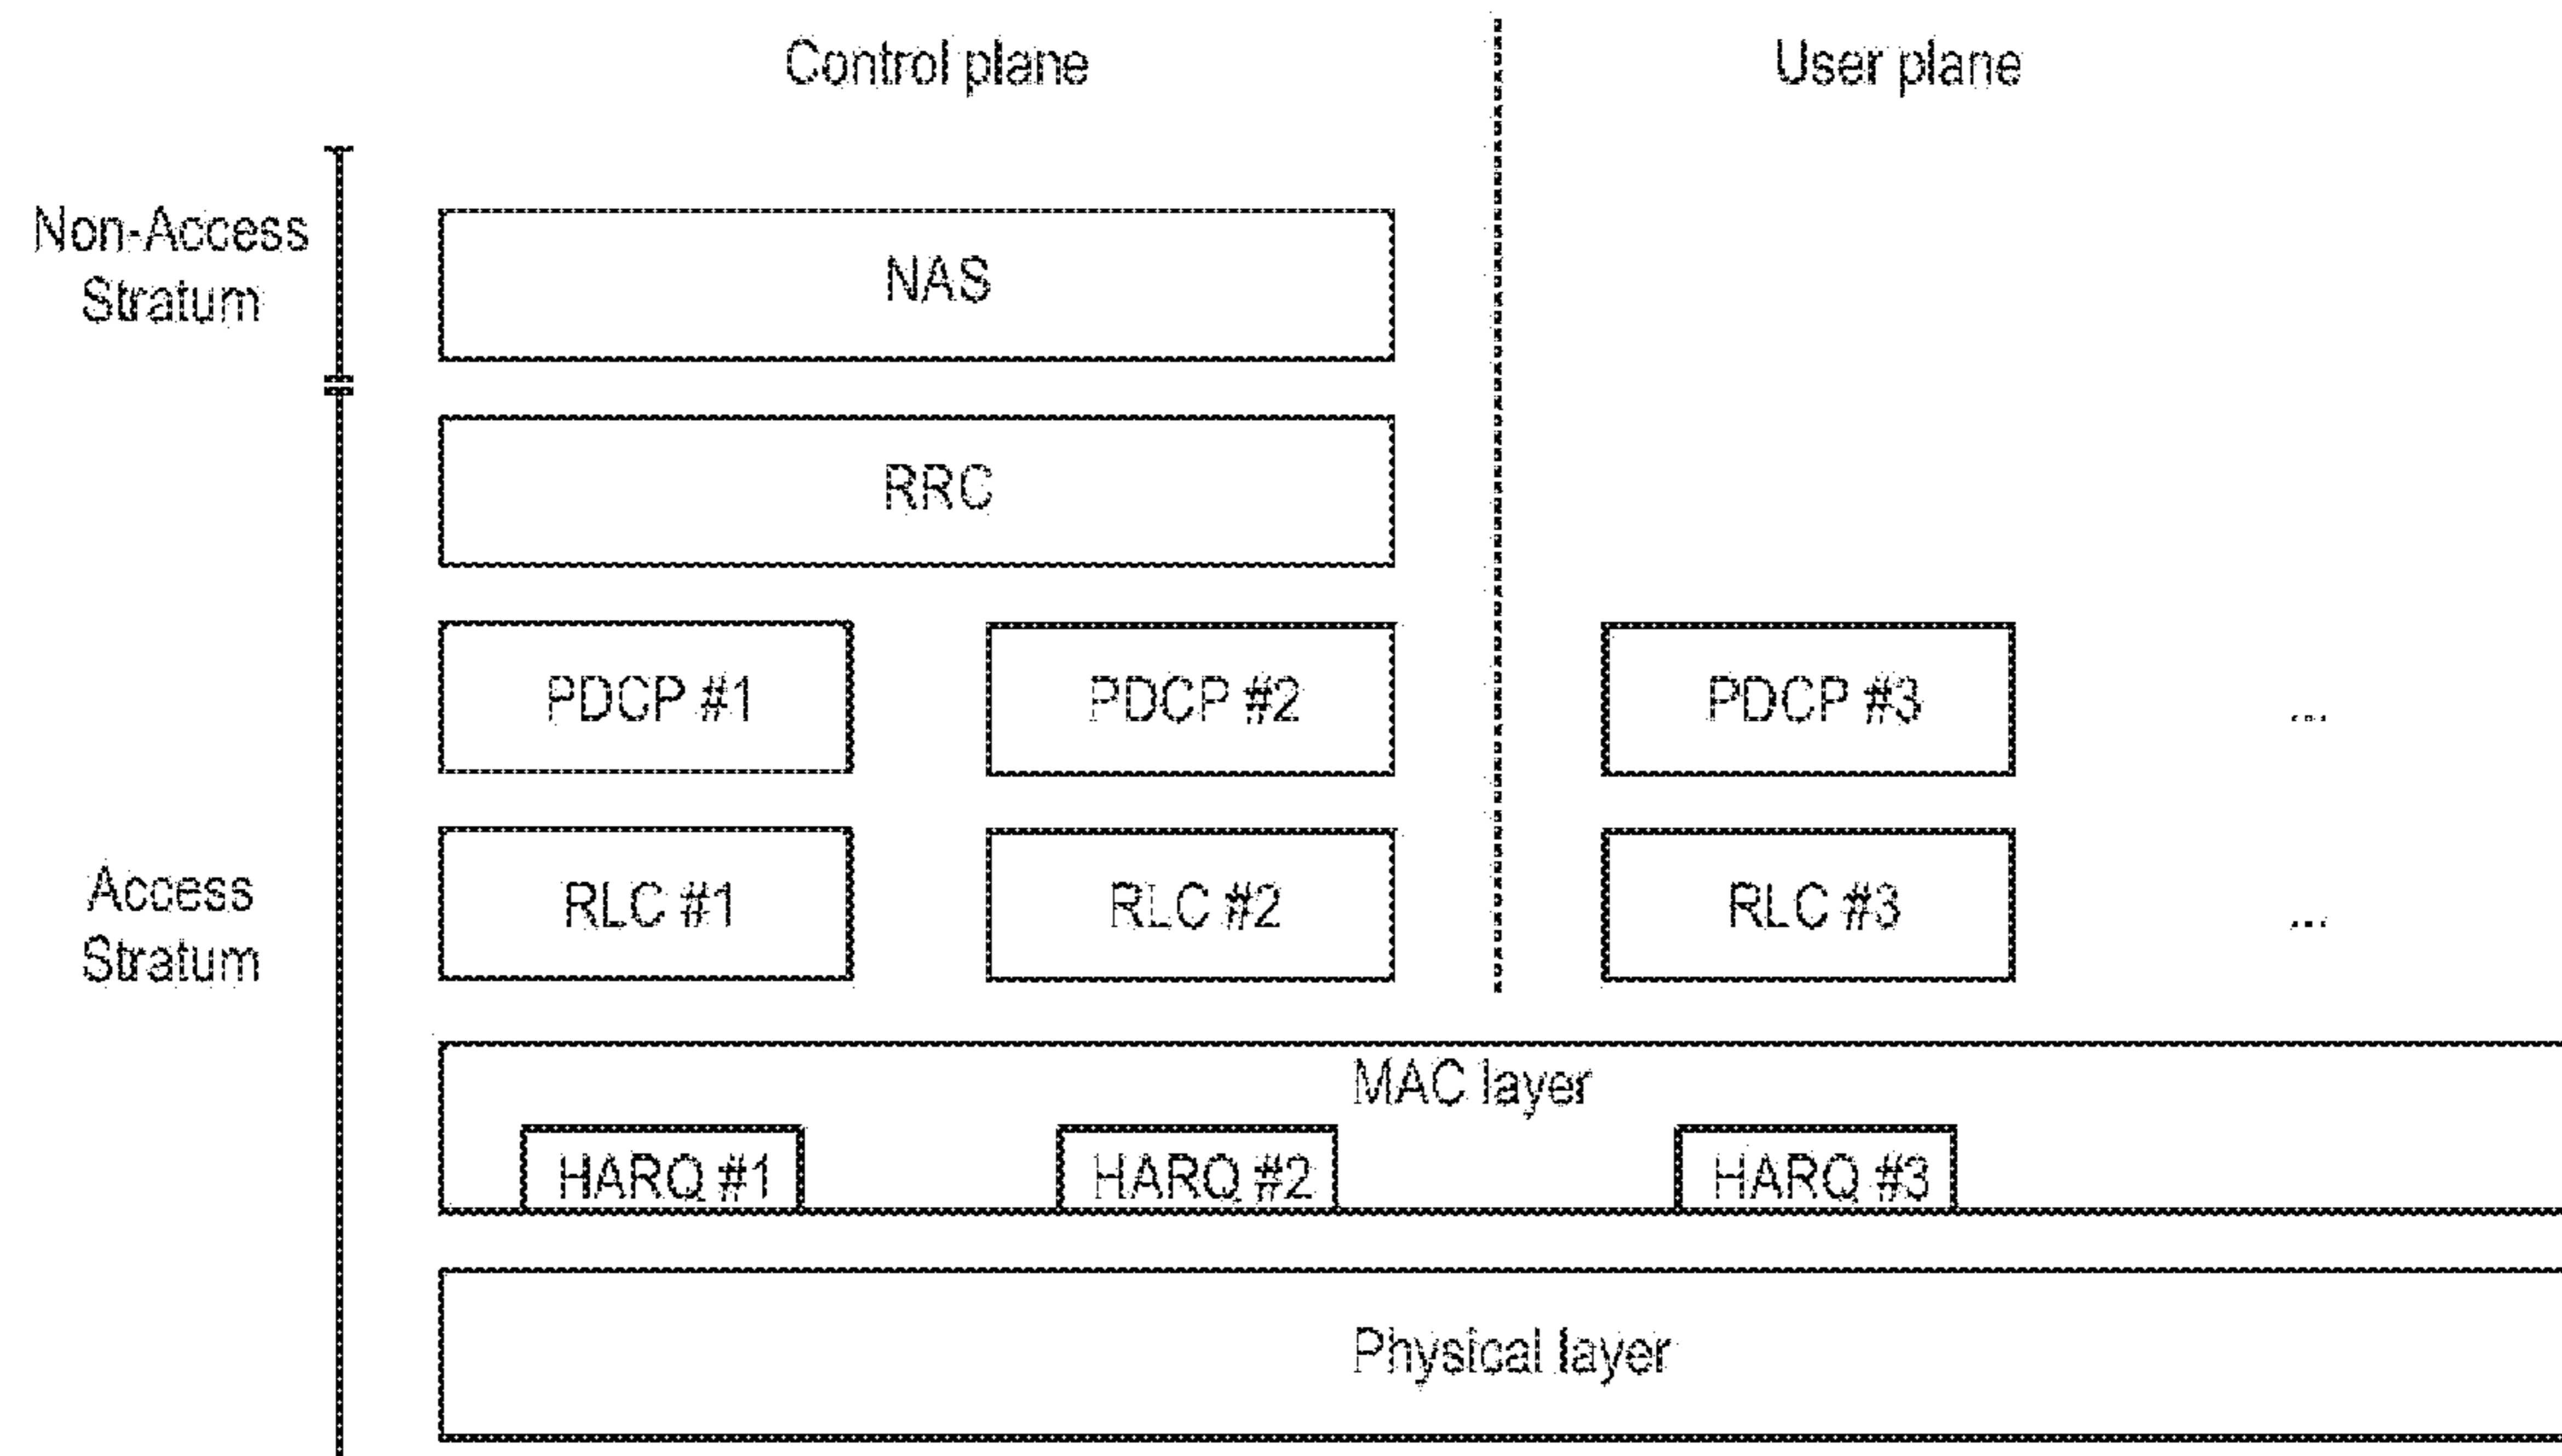 Control plane
User plane
Non-Access
Stratum
NAS
RRC
PDCP #1
PDCP #2
PDCP #3
...
Access
Stratum
RLC #1
RLC #2
RLC #3
...
MAC layer
HARQ #1
HARQ #2
HARQ #3
Physical layer